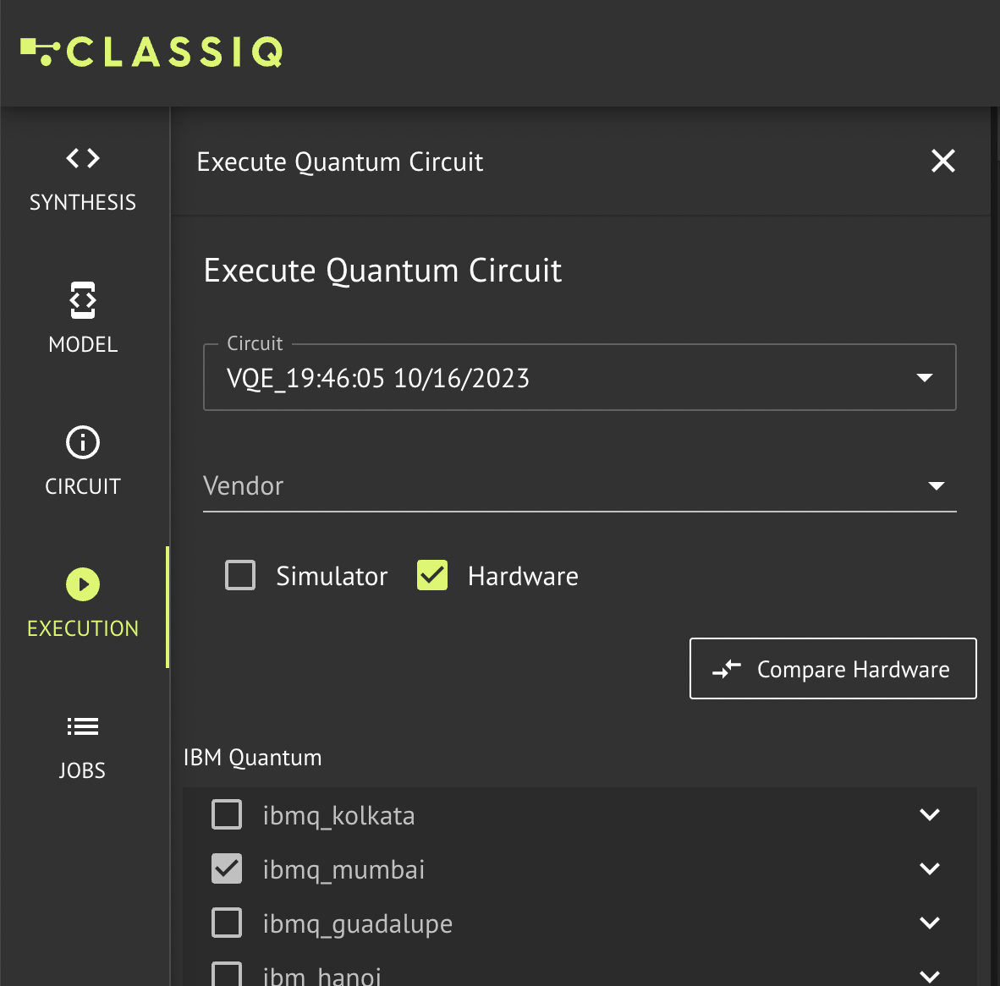 CLASSIQ
Execute Quantum Circuit
SYNTHESIS
MODEL
CIRCUIT
EXECUTION
JOBS
Execute Quantum Circuit
Circuit
VQE_19:46:05 10/16/2023
Vendor
Simulator Hardware
Compare Hardware
IBM Quantum
ibmq_kolkata
ibmq_mumbai
ibmq_guadalupe
ibm_hanoi